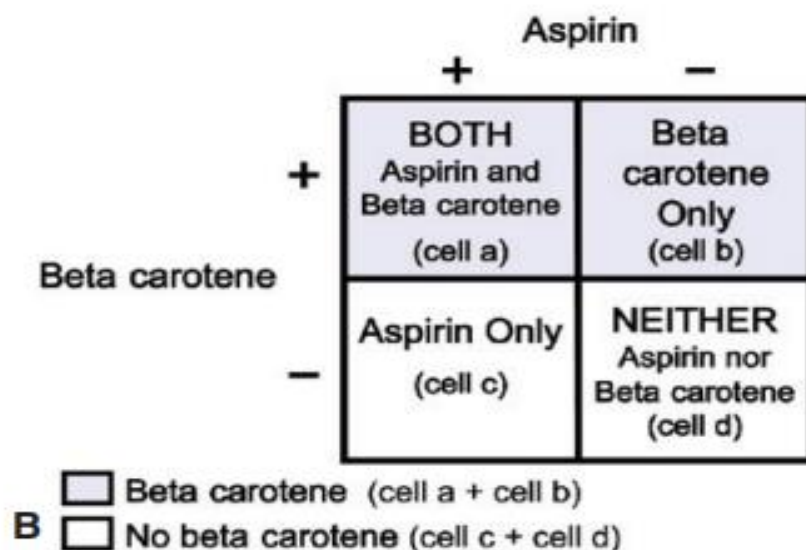 Aspirin
+ −
+
BOTH
Aspirin and
Beta carotene
(cell a)
Beta
carotene
Only
(cell b)
Beta carotene
−
Aspirin Only
(cell c)
NEITHER
Aspirin nor
Beta carotene
(cell d)
Beta carotene (cell a + cell b)
B No beta carotene (cell c + cell d)